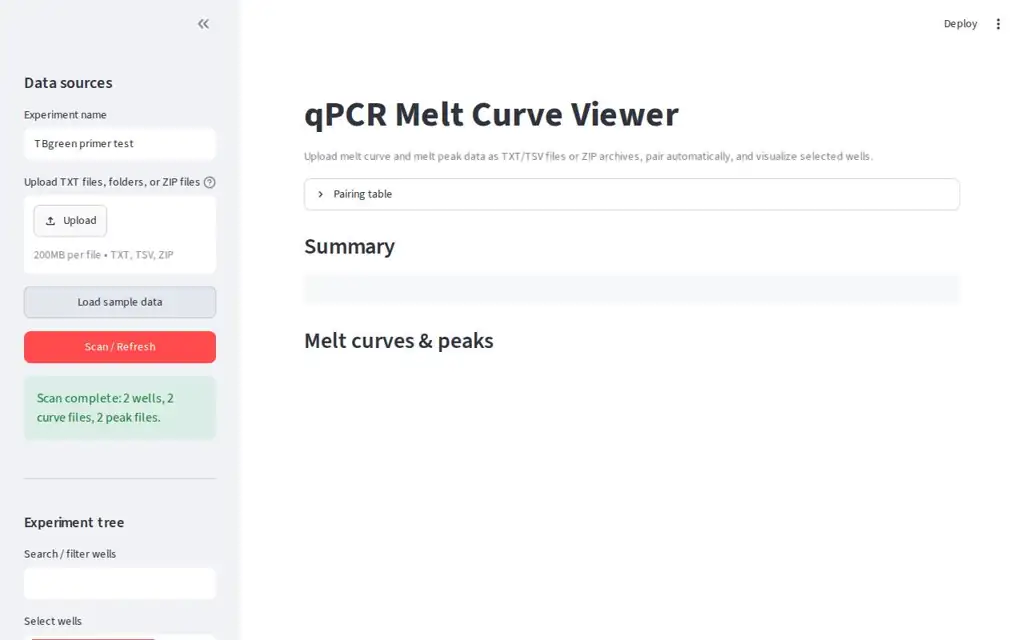 Deploy
Data sources
Experiment name
TBgreen primer test
Upload TXT files, folders, or ZIP files
Upload
200MB per file • TXT, TSV, ZIP
Load sample data
Scan / Refresh
Scan complete: 2 wells, 2
curve files, 2 peak files.
Experiment tree
Search / filter wells
Select wells
qPCR Melt Curve Viewer
Upload melt curve and melt peak data as TXT/TSV files or ZIP archives, pair automatically, and visualize selected wells.
Pairing table
Summary
Melt curves & peaks